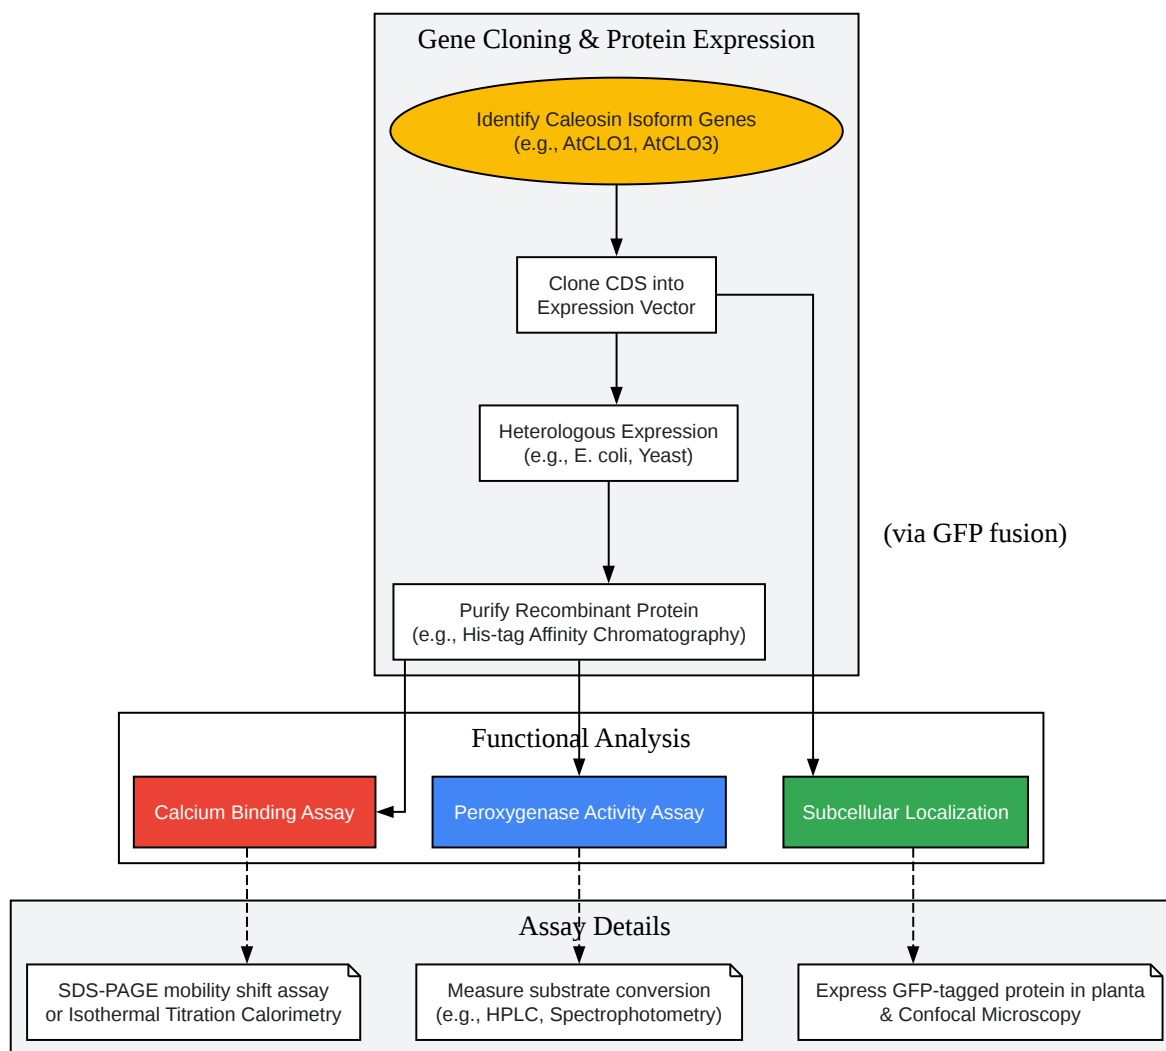 Gene Cloning & Protein Expression
Identify Caleosin Isoform Genes
(e.g., AtCLO1, AtCLO3)
Clone CDS into
Expression Vector
Heterologous Expression
(e.g., E. coli, Yeast)
(via GFP fusion)
Purify Recombinant Protein
(e.g., His-tag Affinity Chromatography)
Functional Analysis
Calcium Binding Assay
Peroxygenase Activity Assay
Subcellular Localization
Assay Details
SDS-PAGE mobility shift assay
or Isothermal Titration Calorimetry
Measure substrate conversion
(e.g., HPLC, Spectrophotometry)
Express GFP-tagged protein in planta
& Confocal Microscopy